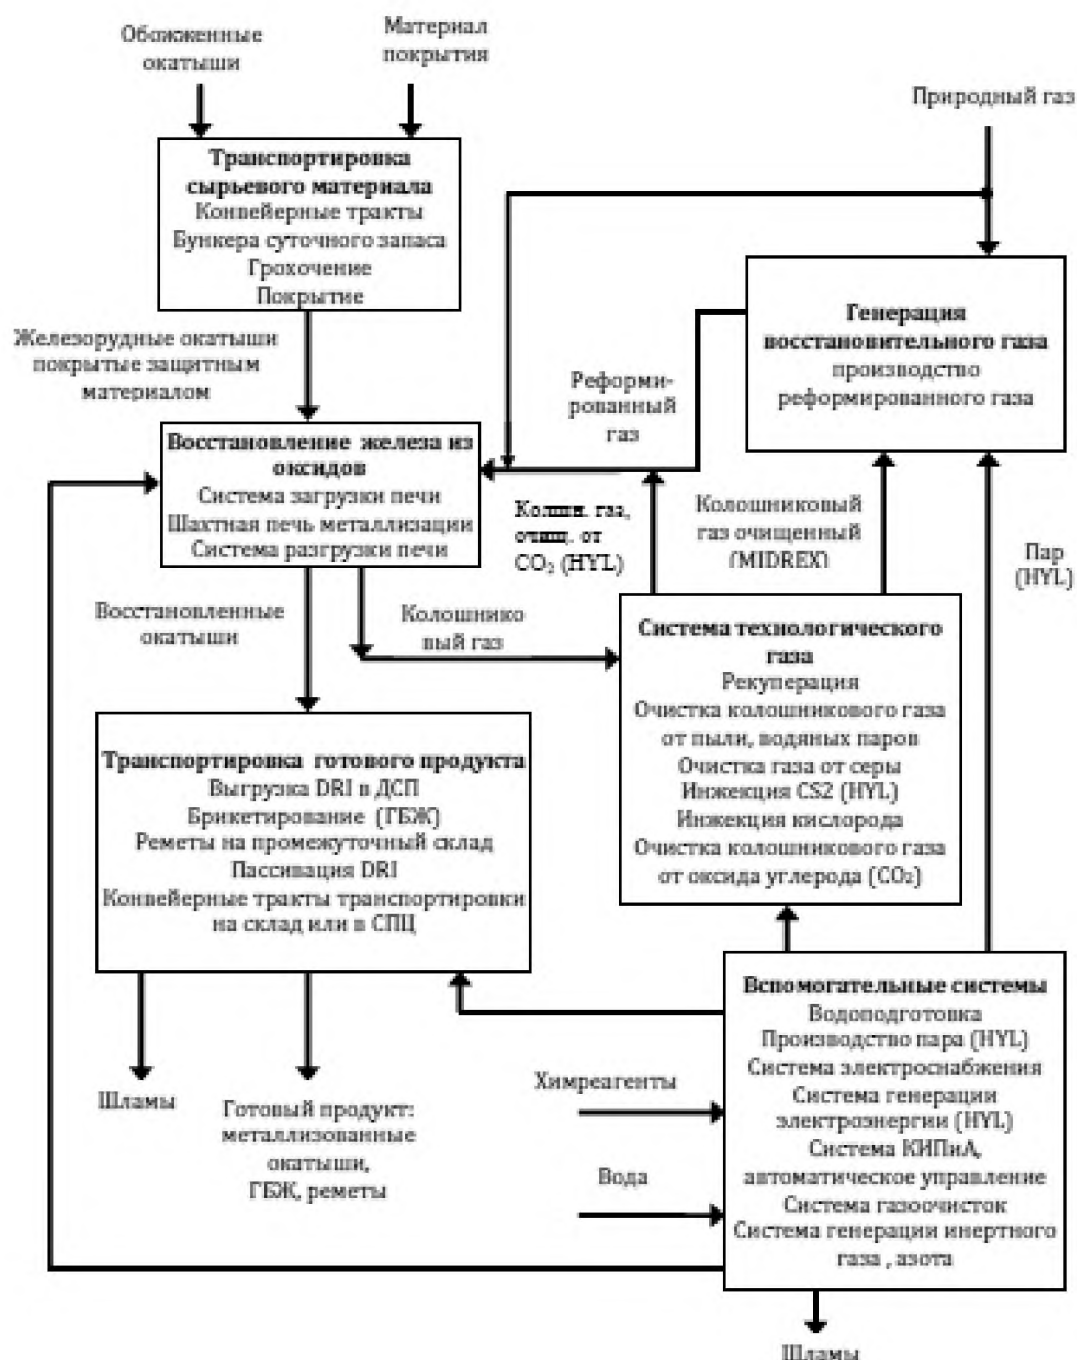 Обожженные
окатыши
Материал
покрытия
Природный газ
Транспортировка
сырьевого материала
Конвейерные тракты
Бункера суточного запаса
Грохочение
Покрытие
Железорудные окатыши
покрытые защитным
материалом
Генерация
восстановительного газа
производство
реформированного газа
Реформи-
рованный
газ
Восстановление железа из
оксидов
Система загрузки печи
Шахтная печь металлизации
Система разгрузки печи
Колошн. газ,
очищ. от
CO₂ (HYL)
Колошниковый
газ очищенный
(MIDREX)
Пар
(HYL)
Восстановленные
окатыши
Колошнико
вый газ
Система технологического
газа
Рекуперация
Очистка колошникового газа
от пыли, водяных паров
Очистка газа от серы
Инжекция CS2 (HYL)
Инжекция кислорода
Очистка колошникового газа
от оксида углерода (CO₂)
Транспортировка готового продукта
Выгрузка DRI в ДСП
Брикетирование (ГБЖ)
Реметы на промежуточный склад
Пассивация DRI
Конвейерные тракты транспортировки
на склад или в СПЦ
Вспомогательные системы
Водоподготовка
Производство пара (HYL)
Система электроснабжения
Система генерации
электроэнергии (HYL)
Система КИПиА,
автоматическое управление
Система газоочисток
Система генерации инертного
газа , азота
Химреагенты
Вода
Шламы
Готовый продукт:
металлизованные
окатыши,
ГБЖ, реметы
Шламы